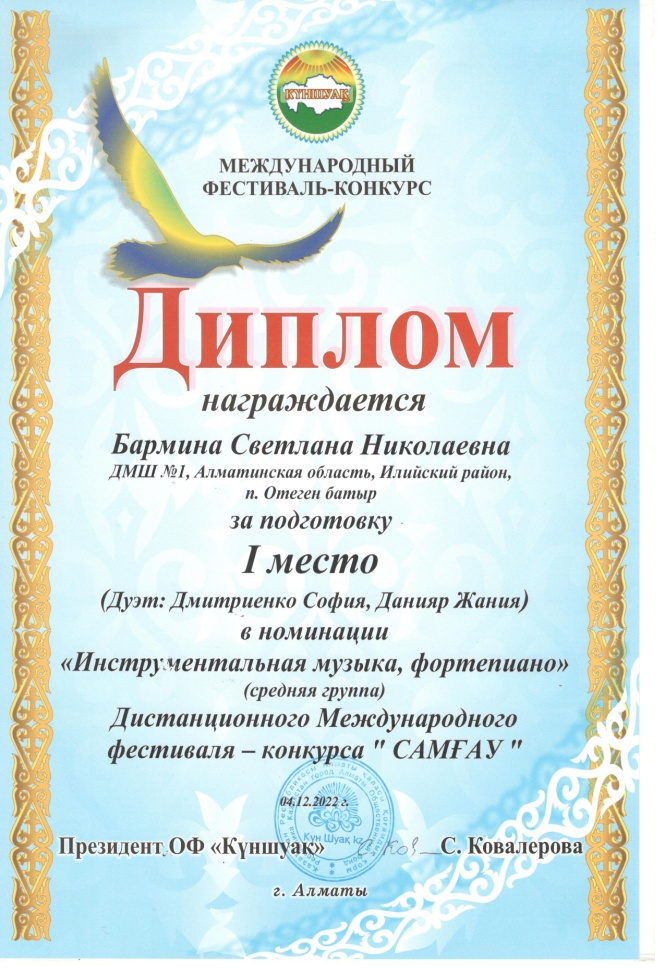 КҮНШУАҚ
МЕЖДУНАРОДНЫЙ
ФЕСТИВАЛЬ-КОНКУРС
Диплом
награждается
Бармина Светлана Николаевна
ДМШ №1, Алматинская область, Илийский район,
п. Отеген батыр
за подготовку
I место
(Дуэт: Дмитриенко София, Данияр Жания)
в номинации
«Инструментальная музыка, фортепиано»
(средняя группа)
Дистанционного Международного
фестиваля – конкурса " САМҒАУ "
04.12.2022 г.
Күн Шуақ kz
Президент ОФ «Күншуақ» С. Ковалерова
г. Алматы